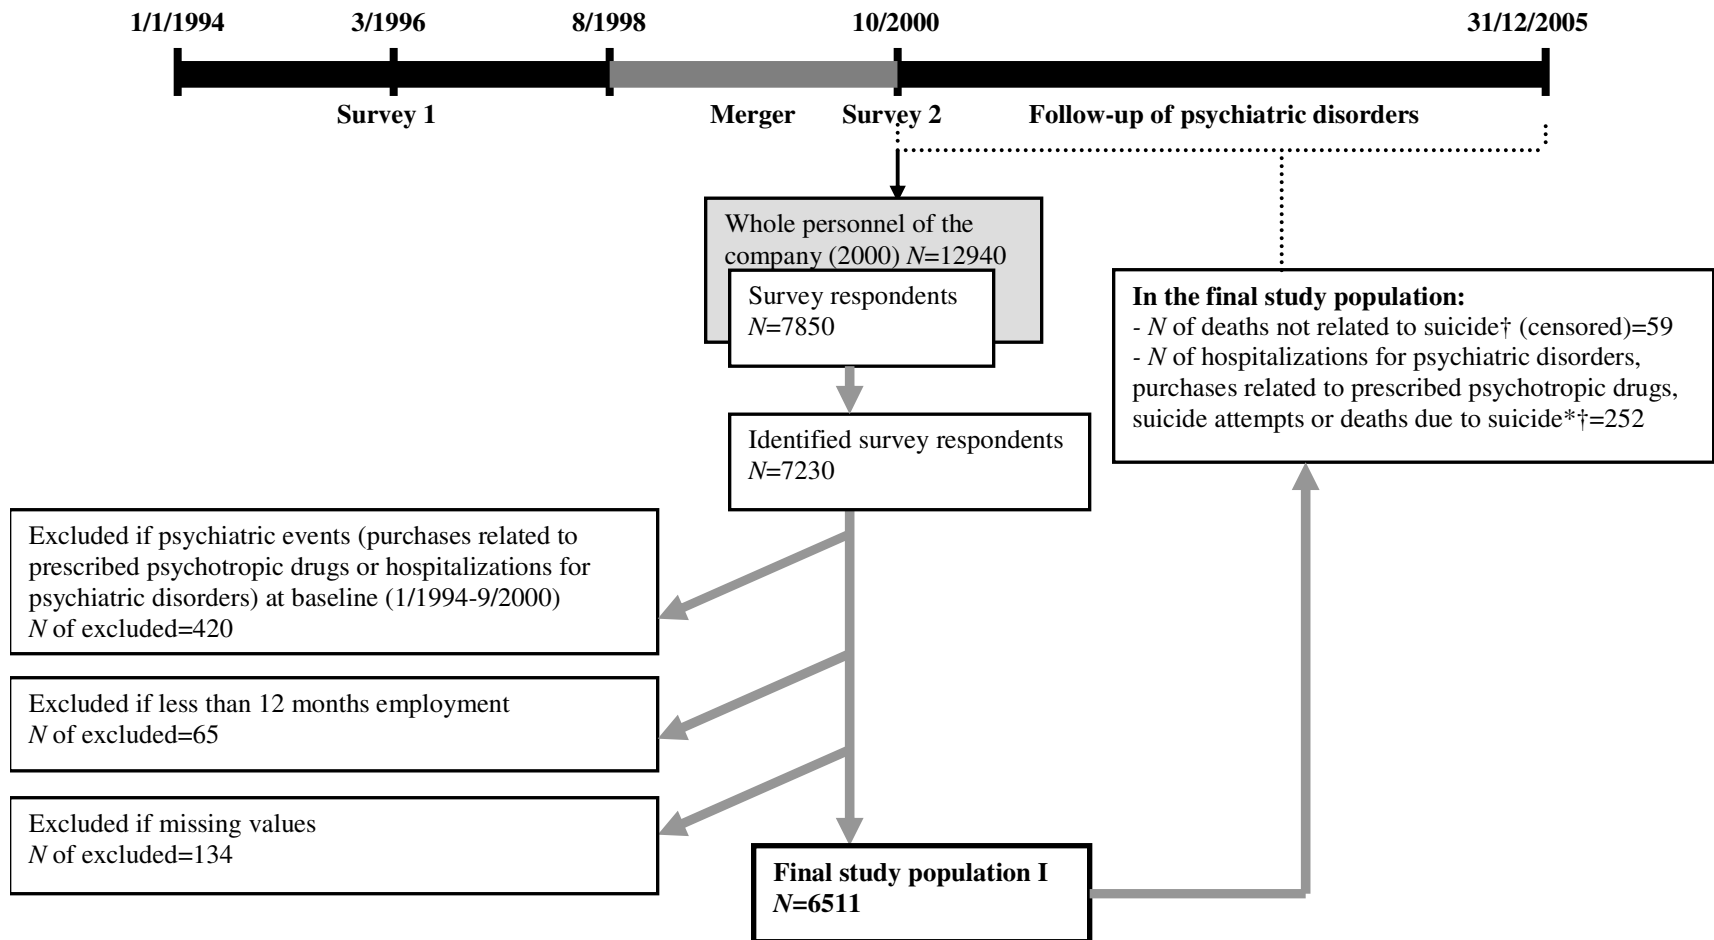 1/1/1994 3/1996 8/1998 10/2000 31/12/2005
Survey 1 Merger Survey 2 Follow-up of psychiatric disorders
Whole personnel of the
company (2000) N=12940
Survey respondents
N=7850
In the final study population:
- N of deaths not related to suicide† (censored)=59
- N of hospitalizations for psychiatric disorders,
purchases related to prescribed psychotropic drugs,
suicide attempts or deaths due to suicide*†=252
Identified survey respondents
N=7230
Excluded if psychiatric events (purchases related to
prescribed psychotropic drugs or hospitalizations for
psychiatric disorders) at baseline (1/1994-9/2000)
N of excluded=420
Excluded if less than 12 months employment
N of excluded=65
Excluded if missing values
N of excluded=134
Final study population I
N=6511